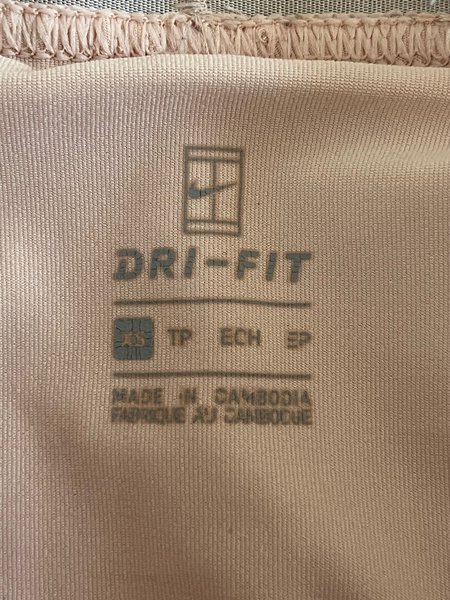 DRI-FIT
XS TP ECH EP
MADE IN CAMBODIA
FABRIQUE AU CAMBODGE